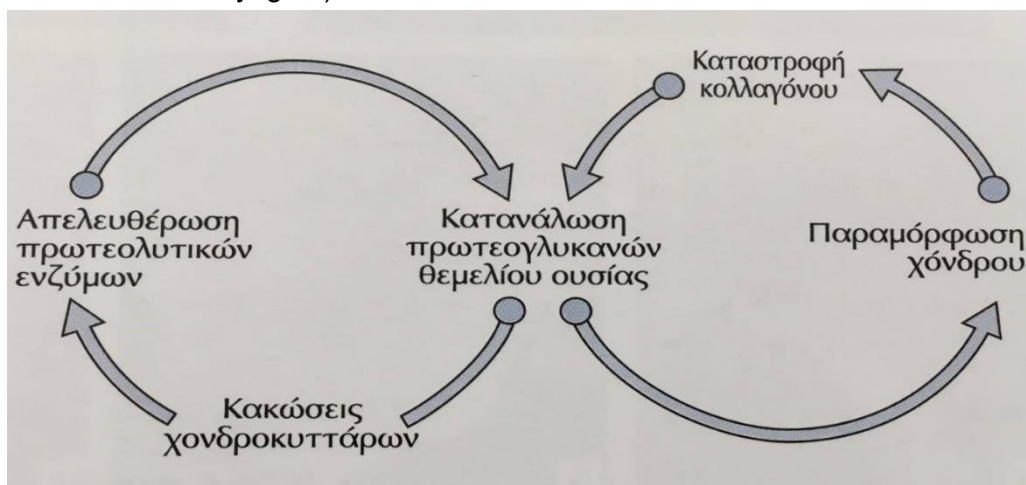 Καταστροφή
κολλαγόνου
Απελευθέρωση
πρωτεολυτικών
ενζύμων
Κατανάλωση
πρωτεογλυκανών
θεμελίου ουσίας
Παραμόρφωση
χόνδρου
Κακώσεις
χονδροκυττάρων